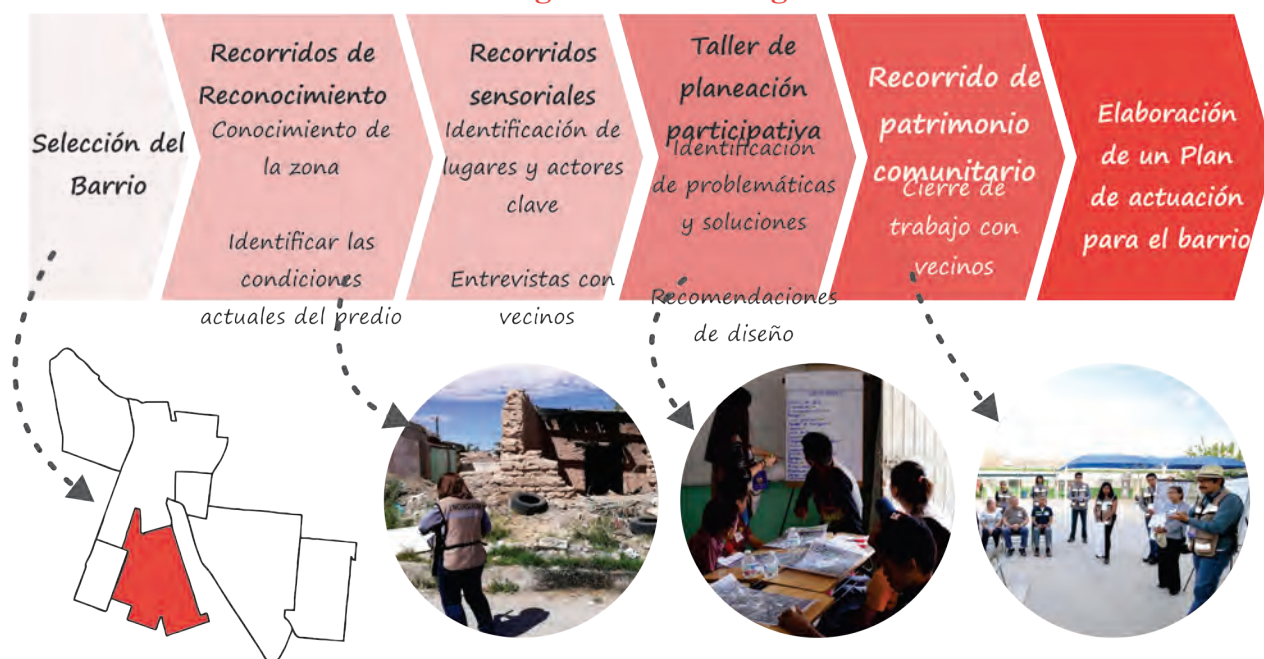 Selección del
Barrio
Recorridos de
Reconocimiento
Conocimiento de
la zona
Identificar las
condiciones
actuales del predio
Recorridos
sensoriales
Identificación de
lugares y actores
clave
Entrevistas con
vecinos
Taller de
planeación
participativa
Identificación
de problemáticas
y soluciones
Recomendaciones
de diseño
Recorrido de
patrimonio
comunitario
Cierre de
trabajo con
vecinos
Elaboración
de un Plan
de actuación
para el barrio